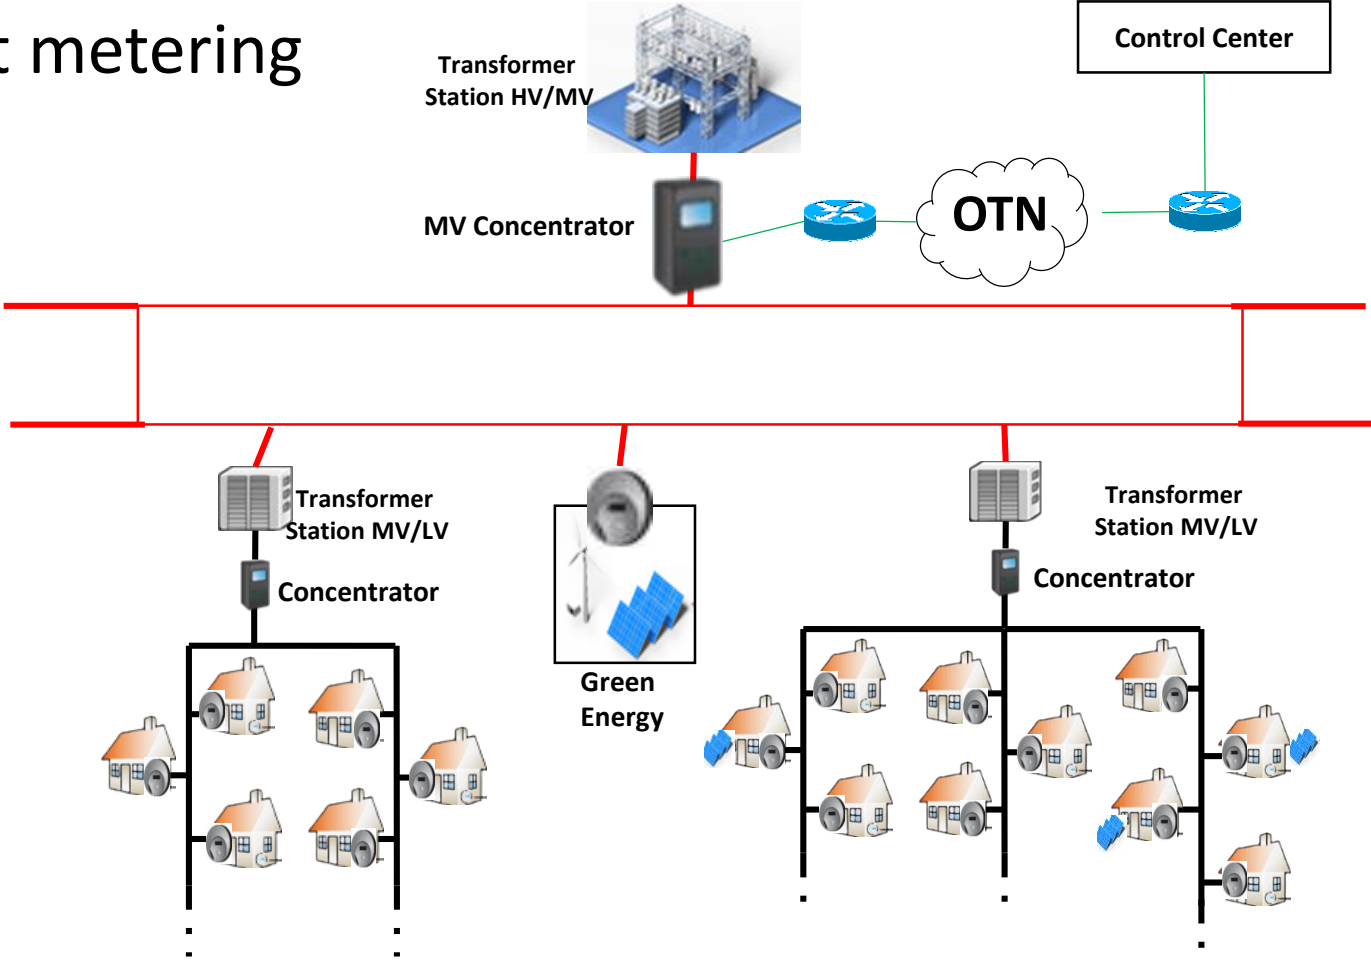 t metering
Transformer
Station HV/MV
Control Center
MV Concentrator
OTN
Transformer
Station MV/LV
Concentrator
Green
Energy
Transformer
Station MV/LV
Concentrator